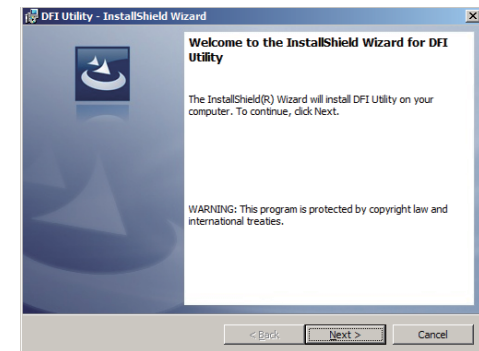 DFI Utility - InstallShield Wizard
Welcome to the InstallShield Wizard for DFI
Utility
The InstallShield(R) Wizard will install DFI Utility on your
computer. To continue, click Next.
WARNING: This program is protected by copyright law and
international treaties.
< Back Next > Cancel